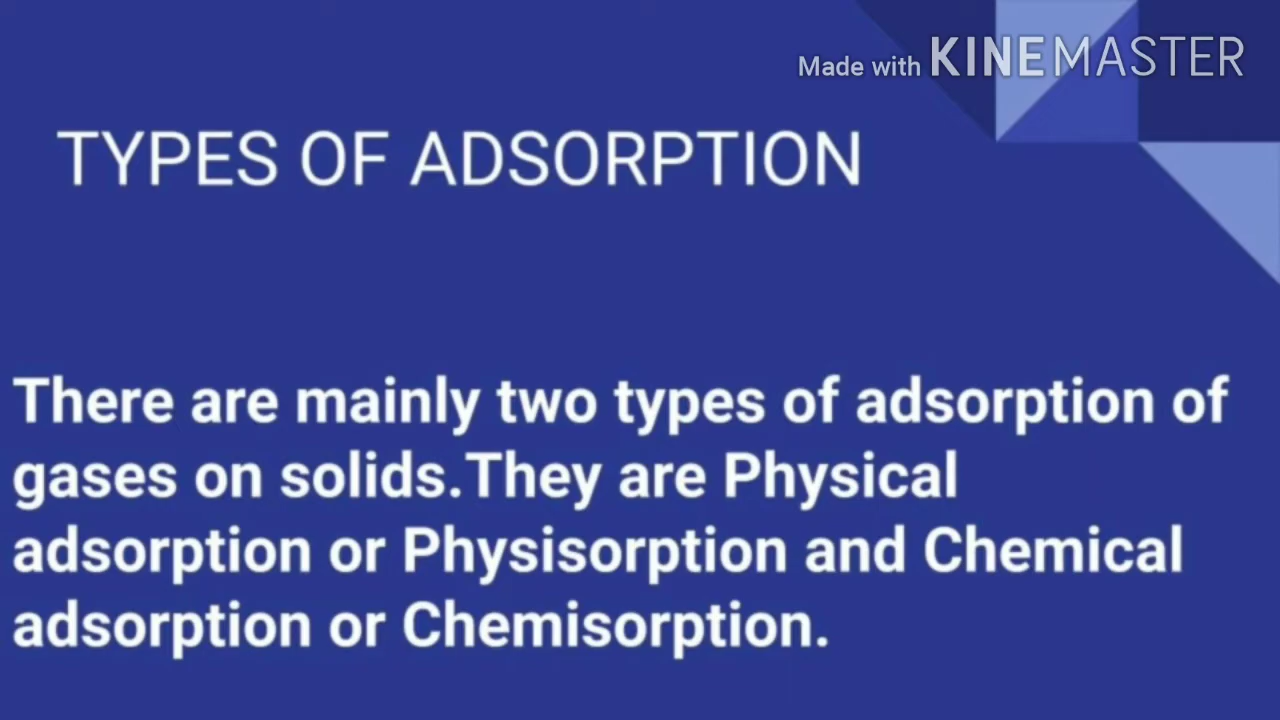 Made with KINEMASTER
TYPES OF ADSORPTION
There are mainly two types of adsorption of
gases on solids.They are Physical
adsorption or Physisorption and Chemical
adsorption or Chemisorption.